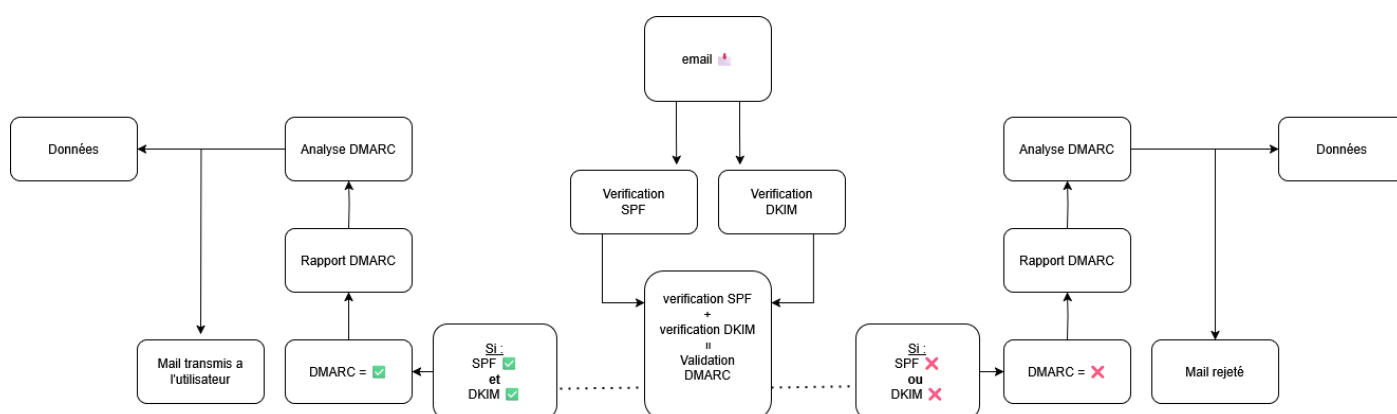 email 📩
Données
Analyse DMARC
Analyse DMARC
Données
Verification
SPF
Verification
DKIM
Rapport DMARC
Rapport DMARC
verification SPF
+
verification DKIM
=
Validation
DMARC
Mail transmis a
l'utilisateur
DMARC = ✅
Si :
SPF ✅
et
DKIM ✅
Si :
SPF ❌
ou
DKIM ❌
DMARC = ❌
Mail rejeté